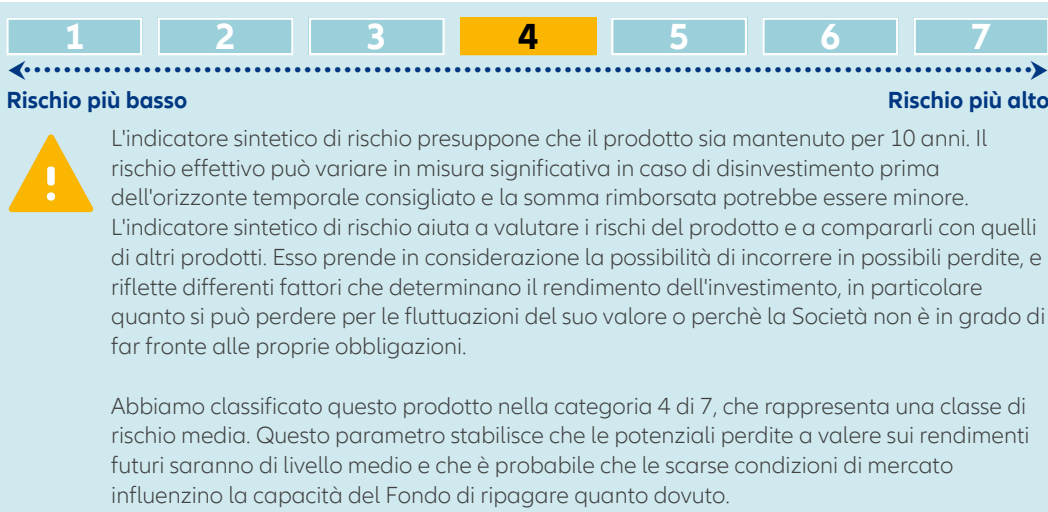 1 2 3 4 5 6 7
Rischio più basso Rischio più alto
L'indicatore sintetico di rischio presuppone che il prodotto sia mantenuto per 10 anni. Il
rischio effettivo può variare in misura significativa in caso di disinvestimento prima
dell'orizzonte temporale consigliato e la somma rimborsata potrebbe essere minore.
L'indicatore sintetico di rischio aiuta a valutare i rischi del prodotto e a compararli con quelli
di altri prodotti. Esso prende in considerazione la possibilità di incorrere in possibili perdite, e
riflette differenti fattori che determinano il rendimento dell'investimento, in particolare
quanto si può perdere per le fluttuazioni del suo valore o perchè la Società non è in grado di
far fronte alle proprie obbligazioni.
Abbiamo classificato questo prodotto nella categoria 4 di 7, che rappresenta una classe di
rischio media. Questo parametro stabilisce che le potenziali perdite a valere sui rendimenti
futuri saranno di livello medio e che è probabile che le scarse condizioni di mercato
influenzino la capacità del Fondo di ripagare quanto dovuto.